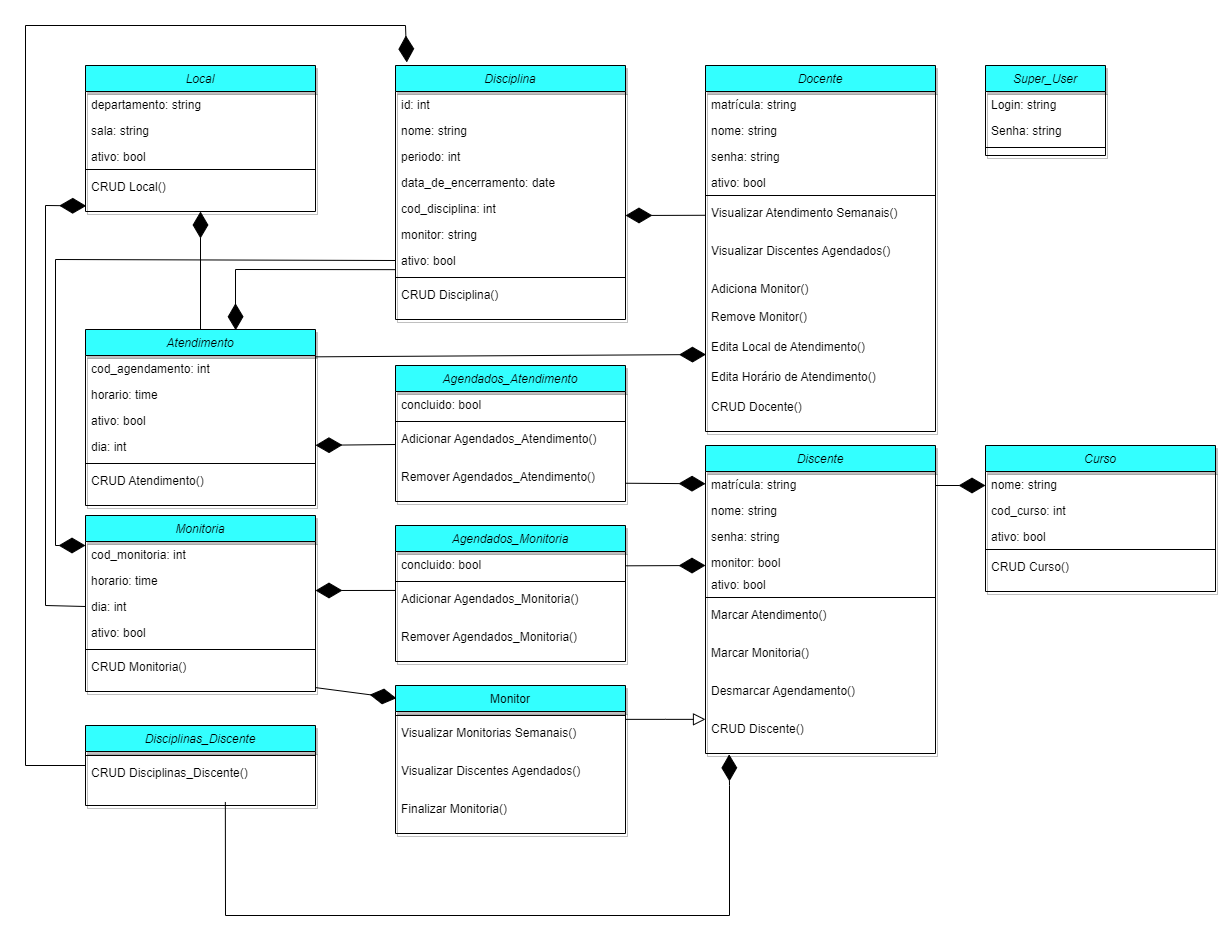 Local
departamento: string
sala: string
ativo: bool
CRUD Local()
Disciplina
id: int
nome: string
periodo: int
data_de_encerramento: date
cod_disciplina: int
monitor: string
ativo: bool
CRUD Disciplina()
Docente
matrícula: string
nome: string
senha: string
ativo: bool
Visualizar Atendimento Semanais()
Visualizar Discentes Agendados()
Adiciona Monitor()
Remove Monitor()
Edita Local de Atendimento()
Edita Horário de Atendimento()
CRUD Docente()
Super_User
Login: string
Senha: string
Atendimento
cod_agendamento: int
horario: time
ativo: bool
dia: int
CRUD Atendimento()
Agendados_Atendimento
concluido: bool
Adicionar Agendados_Atendimento()
Remover Agendados_Atendimento()
Discente
matrícula: string
nome: string
senha: string
monitor: bool
ativo: bool
Marcar Atendimento()
Marcar Monitoria()
Desmarcar Agendamento()
CRUD Discente()
Curso
nome: string
cod_curso: int
ativo: bool
CRUD Curso()
Monitoria
cod_monitoria: int
horario: time
dia: int
ativo: bool
CRUD Monitoria()
Agendados_Monitoria
concluido: bool
Adicionar Agendados_Monitoria()
Remover Agendados_Monitoria()
Monitor
Visualizar Monitorias Semanais()
Visualizar Discentes Agendados()
Finalizar Monitoria()
Disciplinas_Discente
CRUD Disciplinas_Discente()